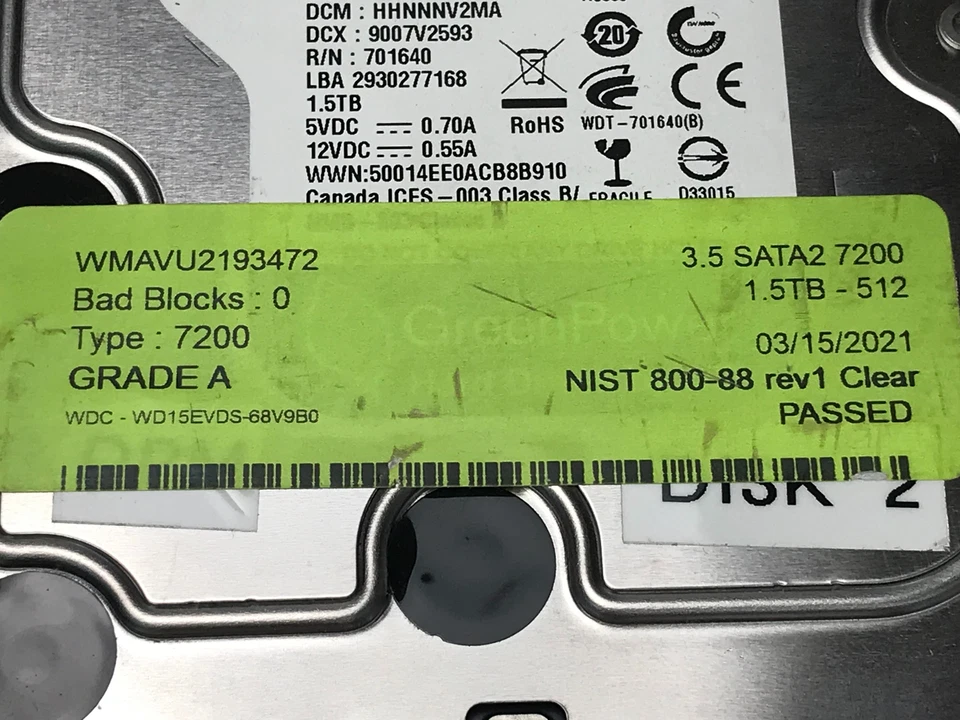 DCM : HHNNNV2MA
DCX : 9007V2593
R/N : 701640
LBA 2930277168
1.5TB
5VDC 0.70A
12VDC 0.55A
WWN:50014EE0ACB8B910
Canada ICES-003 Class B/
20
RoHS
WDT-701640(B)
CE
FRAGILE
D33015
WMAVU2193472
Bad Blocks : 0
Type : 7200
GRADE A
WDC - WD15EVDS-68V9B0
3.5 SATA2 7200
1.5TB - 512
03/15/2021
NIST 800-88 rev1 Clear
PASSED
GreenPower
DISK 2